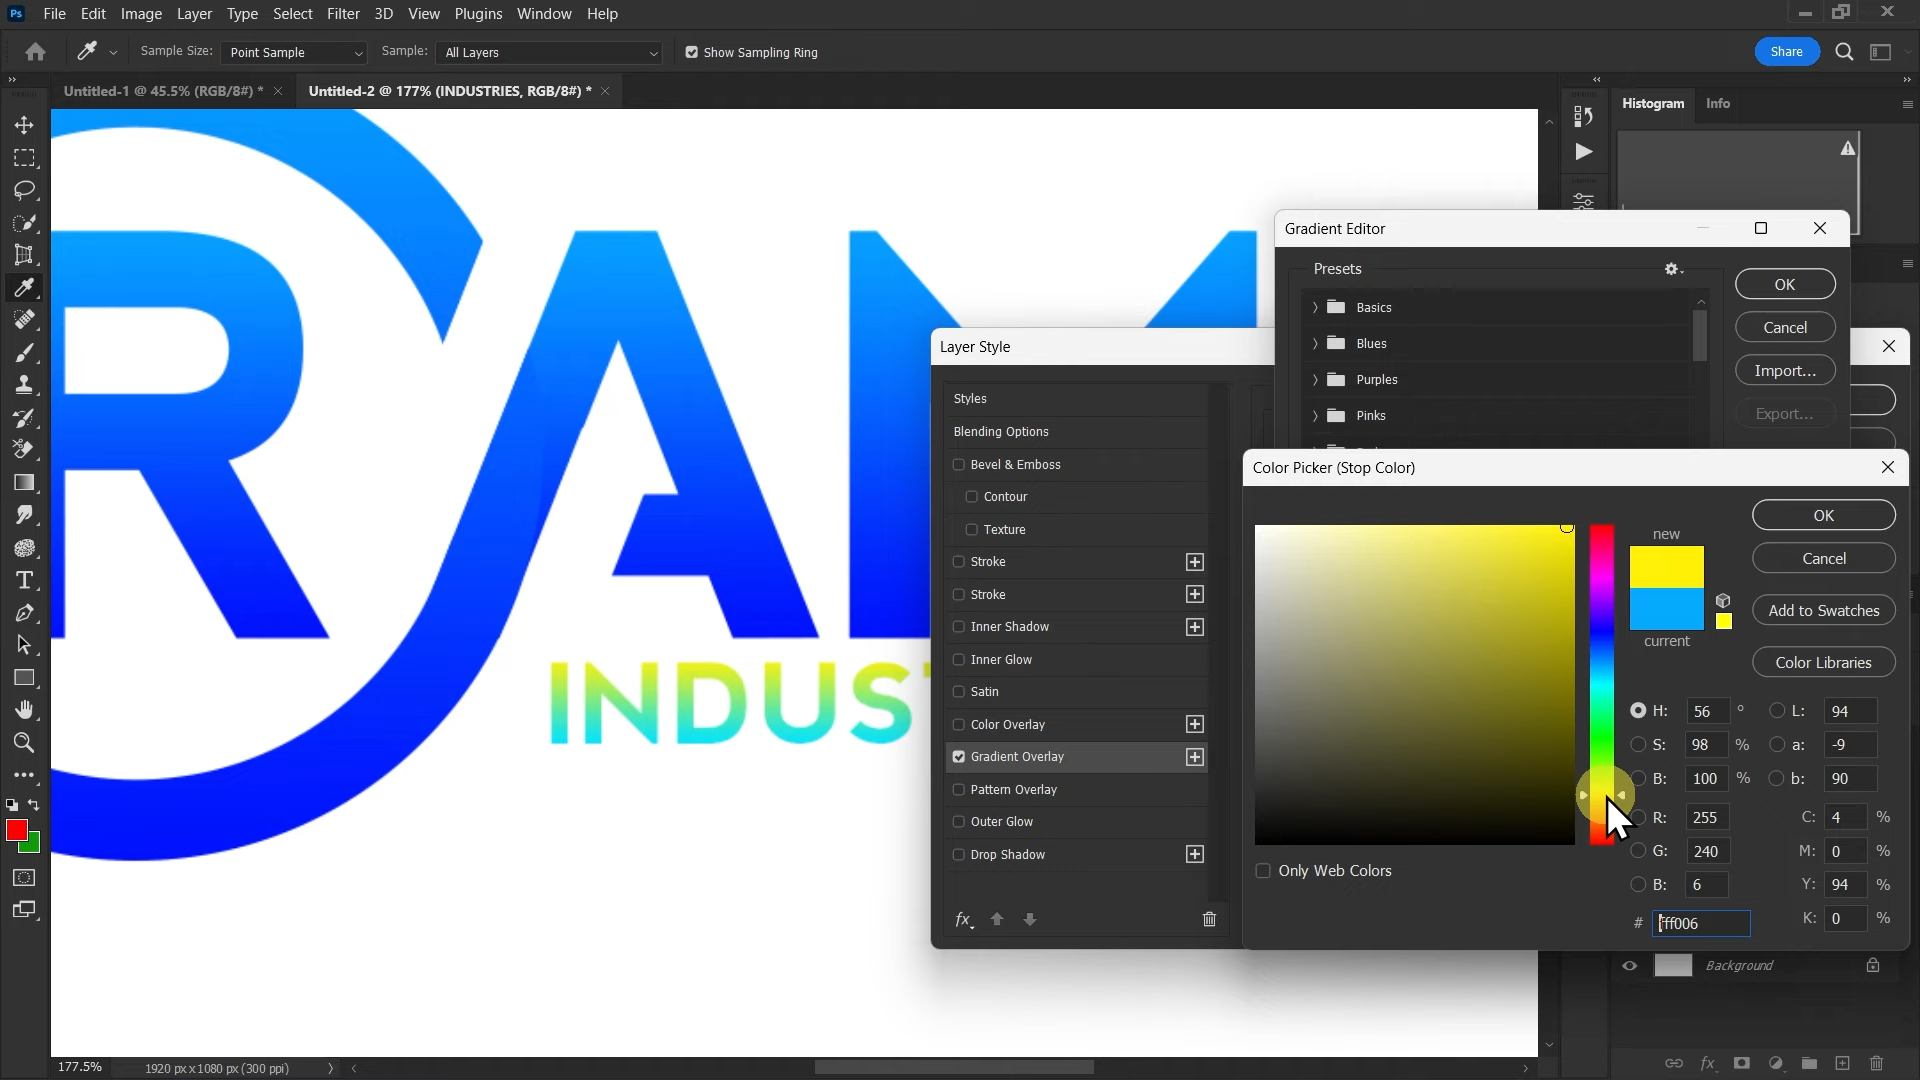 Ps File Edit Image Layer Type Select Filter 3D View Plugins Window Help
Sample Size: Point Sample Sample: All Layers Show Sampling Ring Share
Untitled-1 @ 45.5% (RGB/8#) * Untitled-2 @ 177% (INDUSTRIES, RGB/8#) *
Histogram Info
RAM
INDUST
Gradient Editor
Presets
Basics
Blues
Purples
Pinks
OK
Cancel
Import...
Export...
Layer Style
Styles
Blending Options
Bevel & Emboss
Contour
Texture
Stroke
Stroke
Inner Shadow
Inner Glow
Satin
Color Overlay
Gradient Overlay
Pattern Overlay
Outer Glow
Drop Shadow
fx
Color Picker (Stop Color)
new
current
OK
Cancel
Add to Swatches
Color Libraries
H: 56 ° L: 94
S: 98 % a: -9
B: 100 % b: 90
R: 255 C: 4 %
G: 240 M: 0 %
B: 6 Y: 94 %
# fff006 K: 0 %
Only Web Colors
Background
fx
177.5% 1920 px x 1080 px (300 ppi)